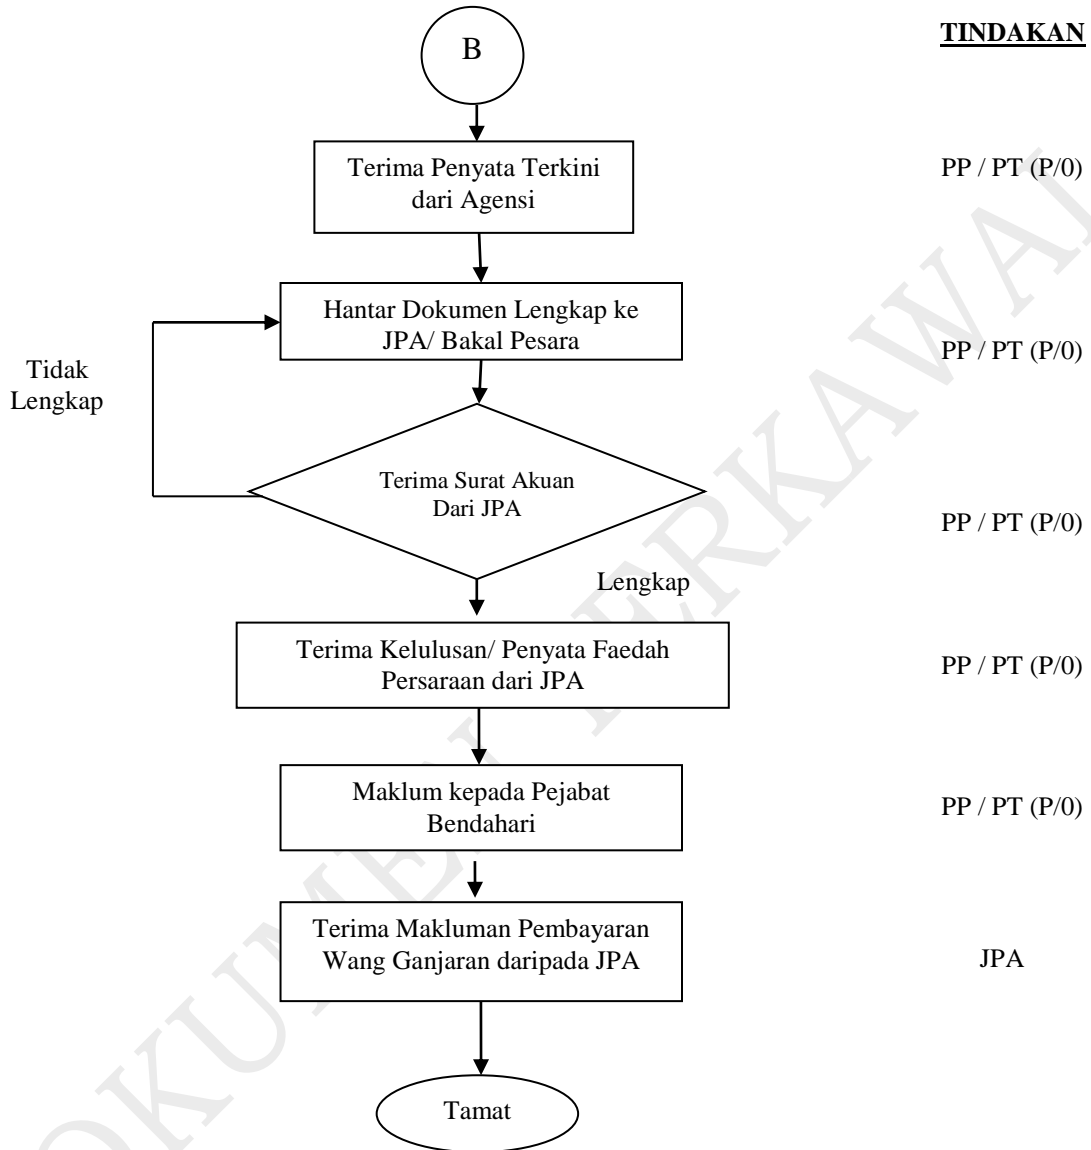 B
TINDAKAN
Terima Penyata Terkini
dari Agensi
PP / PT (P/0)
Hantar Dokumen Lengkap ke
JPA/ Bakal Pesara
PP / PT (P/0)
Tidak
Lengkap
Terima Surat Akuan
Dari JPA
PP / PT (P/0)
Lengkap
Terima Kelulusan/ Penyata Faedah
Persaraan dari JPA
PP / PT (P/0)
Maklum kepada Pejabat
Bendahari
PP / PT (P/0)
Terima Makluman Pembayaran
Wang Ganjaran daripada JPA
JPA
Tamat